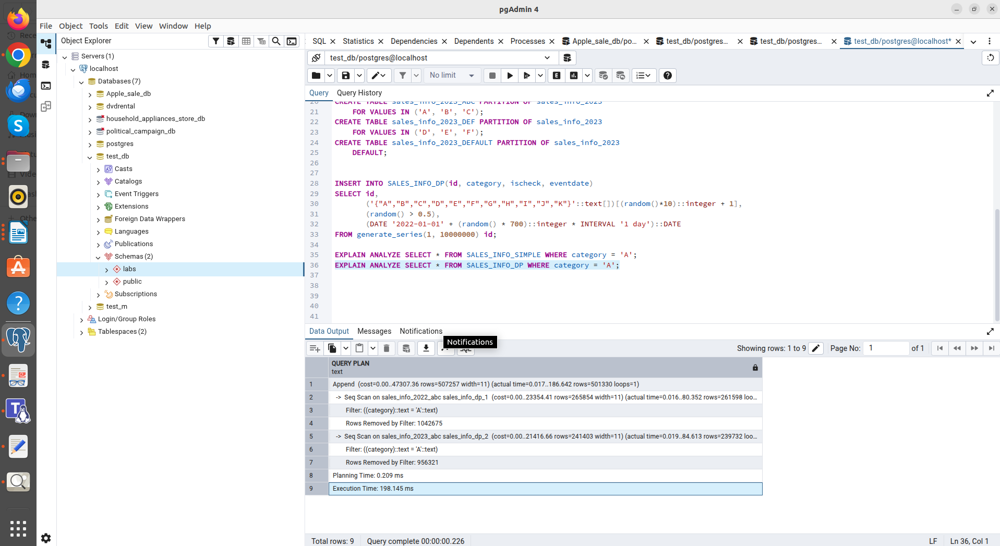 pgAdmin 4
File Object Tools Edit View Window Help
Object Explorer
SQL Statistics Dependencies Dependents Processes Apple_sale_db/po... test_db/postgres... test_db/postgres... test_db/postgres@localhost*
Servers (1)
localhost
Databases (7)
Apple_sale_db
dvdrental
household_appliances_store_db
political_campaign_db
postgres
test_db
Casts
Catalogs
Event Triggers
Extensions
Foreign Data Wrappers
Languages
Publications
Schemas (2)
labs
public
Subscriptions
test_m
Login/Group Roles
Tablespaces (2)
test_db/postgres@localhost
No limit
Query Query History
20 CREATE TABLE sales_info_2023_ABC PARTITION OF sales_info_2023
21 FOR VALUES IN ('A', 'B', 'C');
22 CREATE TABLE sales_info_2023_DEF PARTITION OF sales_info_2023
23 FOR VALUES IN ('D', 'E', 'F');
24 CREATE TABLE sales_info_2023_DEFAULT PARTITION OF sales_info_2023
25 DEFAULT;
26
27
28 INSERT INTO SALES_INFO_DP(id, category, ischeck, eventdate)
29 SELECT id,
30 ('{"A","B","C","D","E","F","G","H","I","J","K"}'::text[])[(random()*10)::integer + 1],
31 (random() > 0.5),
32 (DATE '2022-01-01' + (random() * 700)::integer * INTERVAL '1 day')::DATE
33 FROM generate_series(1, 10000000) id;
34
35 EXPLAIN ANALYZE SELECT * FROM SALES_INFO_SIMPLE WHERE category = 'A';
36 EXPLAIN ANALYZE SELECT * FROM SALES_INFO_DP WHERE category = 'A';
37
38
39
40
41
Data Output Messages Notifications
Notifications
Showing rows: 1 to 9 Page No: 1 of 1
QUERY PLAN
text
1 Append (cost=0.00..47307.36 rows=507257 width=11) (actual time=0.017..186.642 rows=501330 loops=1)
2 -> Seq Scan on sales_info_2022_abc sales_info_dp_1 (cost=0.00..23354.41 rows=265854 width=11) (actual time=0.016..80.352 rows=261598 loo...
3 Filter: ((category)::text = 'A'::text)
4 Rows Removed by Filter: 1042675
5 -> Seq Scan on sales_info_2023_abc sales_info_dp_2 (cost=0.00..21416.66 rows=241403 width=11) (actual time=0.019..84.613 rows=239732 loo...
6 Filter: ((category)::text = 'A'::text)
7 Rows Removed by Filter: 956321
8 Planning Time: 0.209 ms
9 Execution Time: 198.145 ms
Total rows: 9 Query complete 00:00:00.226 LF Ln 36, Col 1